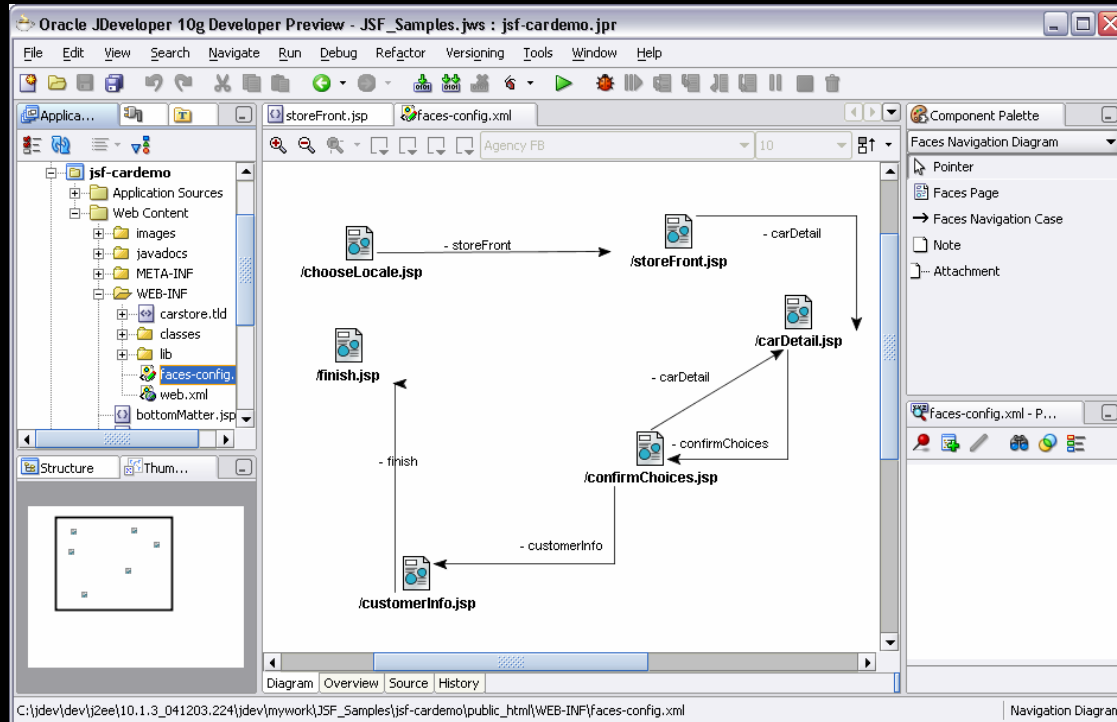 Oracle JDeveloper 10g Developer Preview - JSF_Samples.jws : jsf-cardemo.jpr
File Edit View Search Navigate Run Debug Refactor Versioning Tools Window Help
Applica...
storeFront.jsp
faces-config.xml
Component Palette
Agency FB
10
Faces Navigation Diagram
jsf-cardemo
Application Sources
Web Content
images
javadocs
META-INF
WEB-INF
carstore.tld
classes
lib
faces-config.
web.xml
bottomMatter.jsp
Structure
Thum...
- storeFront
/chooseLocale.jsp
/storeFront.jsp
- carDetail
/carDetail.jsp
/finish.jsp
- carDetail
- confirmChoices
/confirmChoices.jsp
- finish
- customerInfo
/customerInfo.jsp
Diagram Overview Source History
Pointer
Faces Page
Faces Navigation Case
Note
Attachment
faces-config.xml - P...
C:\jdev\dev\j2ee\10.1.3_041203.224\jdev\mywork\JSF_Samples\jsf-cardemo\public_html\WEB-INF\faces-config.xml
Navigation Diagram